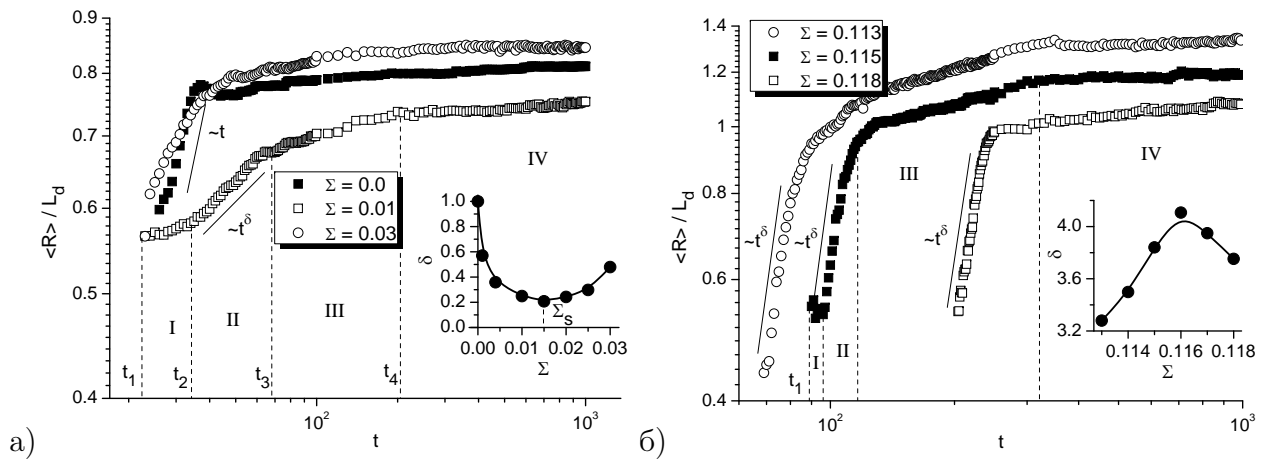 0.9
0.8
0.7
0.6
0.5
0.4
<R> / L_d
~t
~t^δ
I
II
III
IV
t_1
t_2
t_3
t_4
Σ = 0.0
Σ = 0.01
Σ = 0.03
1.0
0.8
0.6
0.4
0.2
0.0
δ
Σ_S
0.00 0.01 0.02 0.03
Σ
10^2 10^3
t
а)
1.4
1.2
1
0.8
0.6
0.4
<R> / L_d
Σ = 0.113
Σ = 0.115
Σ = 0.118
~t^δ
~t^δ
~t^δ
III
IV
t_1
I
II
4.0
3.6
3.2
δ
0.114 0.116 0.118
Σ
10^2 10^3
t
б)